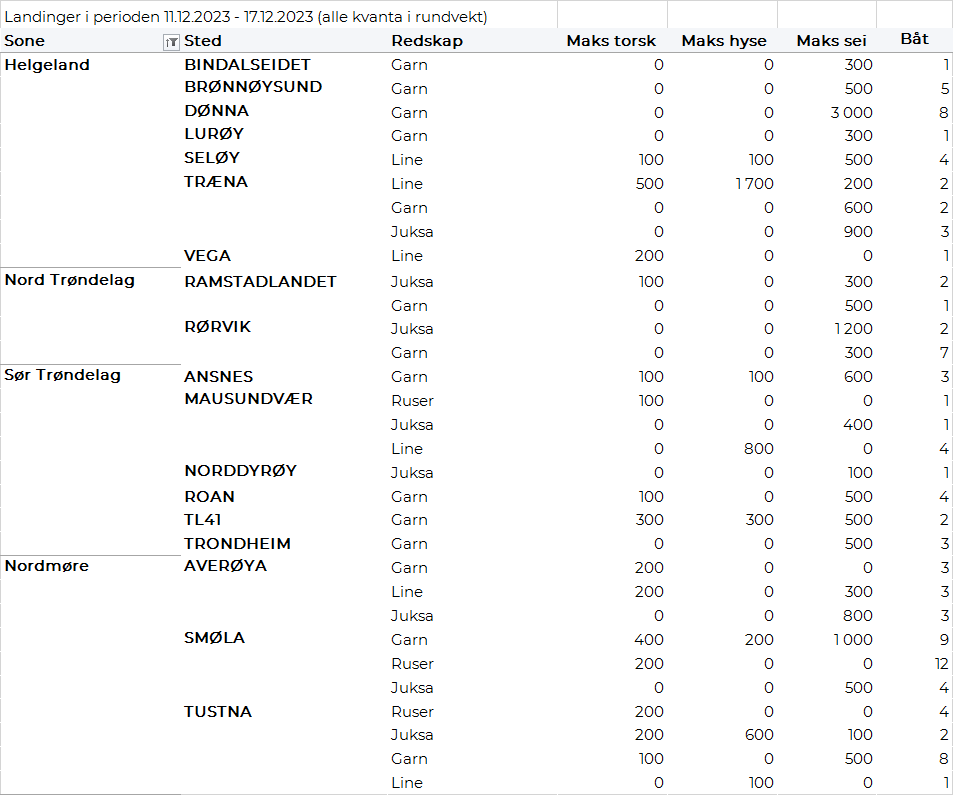 Landinger i perioden 11.12.2023 - 17.12.2023 (alle kvanta i rundvekt)
Sone Sted Redskap Maks torsk Maks hyse Maks sei Båt
Helgeland BINDALSEIDET Garn 0 0 300 1
BRØNNØYSUND Garn 0 0 500 5
DØNNA Garn 0 0 3 000 8
LURØY Garn 0 0 300 1
SELØY Line 100 100 500 4
TRÆNA Line 500 1 700 200 2
Garn 0 0 600 2
Juksa 0 0 900 3
VEGA Line 200 0 0 1
Nord Trøndelag RAMSTADLANDET Juksa 100 0 300 2
Garn 0 0 500 1
RØRVIK Juksa 0 0 1 200 2
Garn 0 0 300 7
Sør Trøndelag ANSNES Garn 100 100 600 3
MAUSUNDVÆR Ruser 100 0 0 1
Juksa 0 0 400 1
Line 0 800 0 4
NORDDYRØY Juksa 0 0 100 1
ROAN Garn 100 0 500 4
TL41 Garn 300 300 500 2
TRONDHEIM Garn 0 0 500 3
Nordmøre AVERØYA Garn 200 0 0 3
Line 200 0 300 3
Juksa 0 0 800 3
SMØLA Garn 400 200 1 000 9
Ruser 200 0 0 12
Juksa 0 0 500 4
TUSTNA Ruser 200 0 0 4
Juksa 200 600 100 2
Garn 100 0 500 8
Line 0 100 0 1